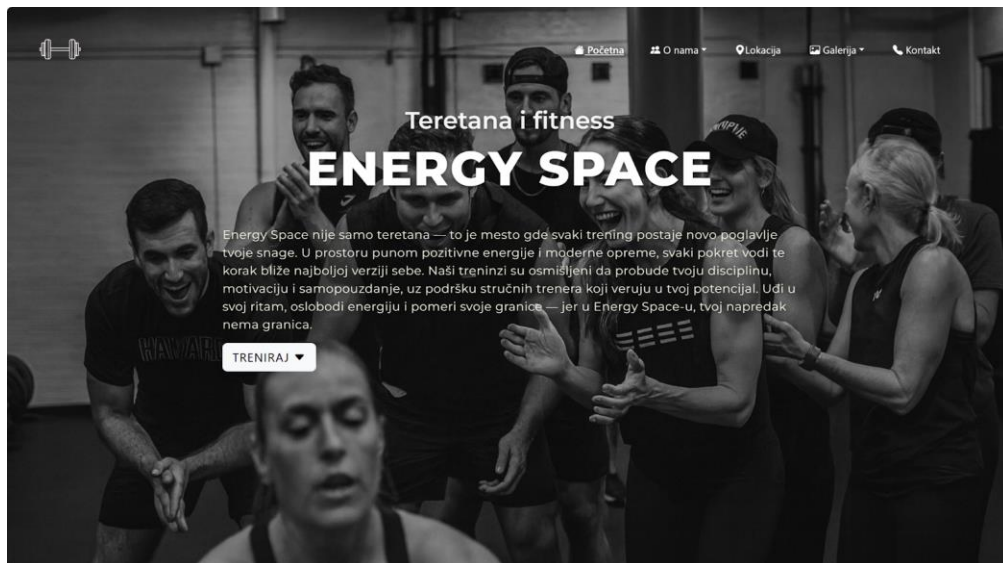 Početna
O nama
Lokacija
Galerija
Kontakt
Teretana i fitness
ENERGY SPACE
Energy Space nije samo teretana — to je mesto gde svaki trening postaje novo poglavlje
tvoje snage. U prostoru punom pozitivne energije i moderne opreme, svaki pokret vodi te
korak bliže najboljoj verziji sebe. Naši treninzi su osmišljeni da probude tvoju disciplinu,
motivaciju i samopouzdanje, uz podršku stručnih trenera koji veruju u tvoj potencijal. Uđi u
svoj ritam, oslobodi energiju i pomeri svoje granice — jer u Energy Space-u, tvoj napredak
nema granica.
TRENIRAJ